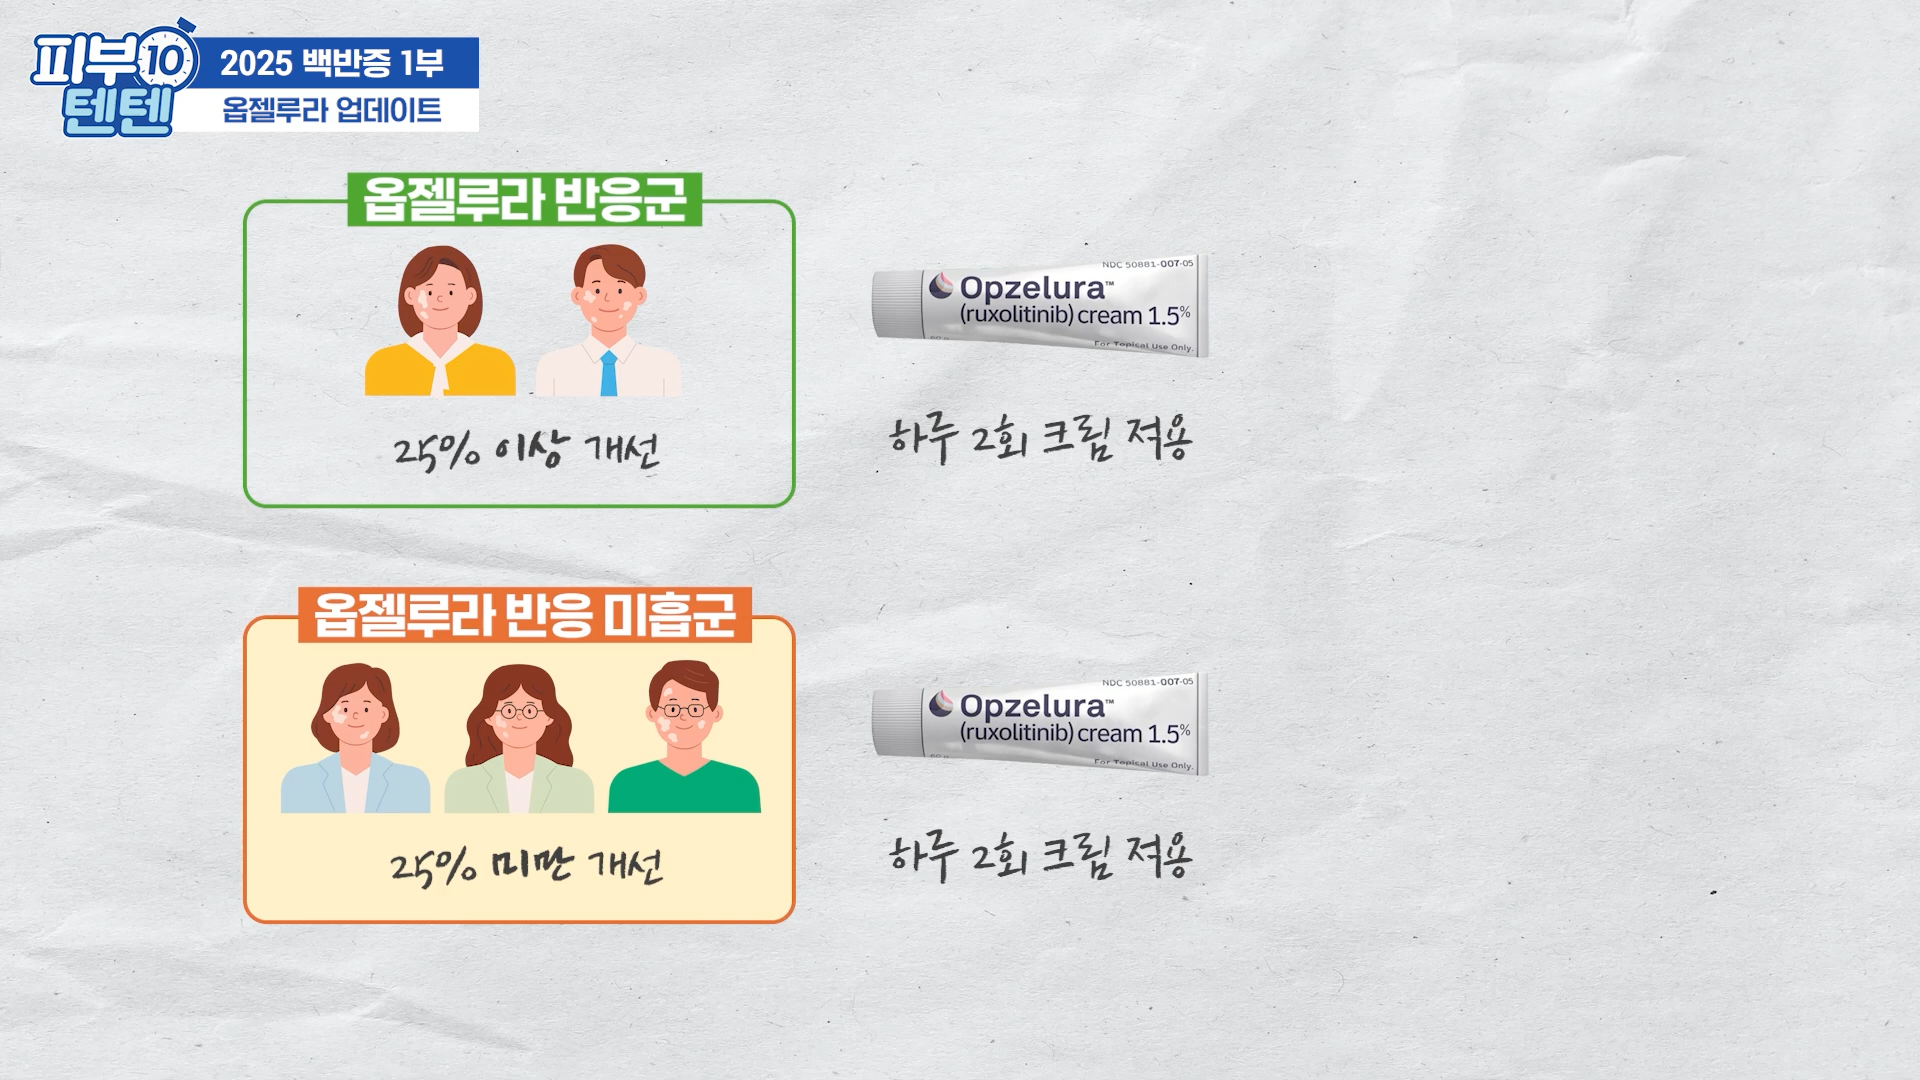 피부10
텐텐
2025 백반증 1부
옵젤루라 업데이트
옵젤루라 반응군
25% 이상 개선
NDC 50881-007-05
Opzelura™
(ruxolitinib) cream 1.5%
For Topical Use Only.
하루 2회 크림 적용
옵젤루라 반응 미흡군
25% 미만 개선
NDC 50881-007-05
Opzelura™
(ruxolitinib) cream 1.5%
For Topical Use Only.
하루 2회 크림 적용